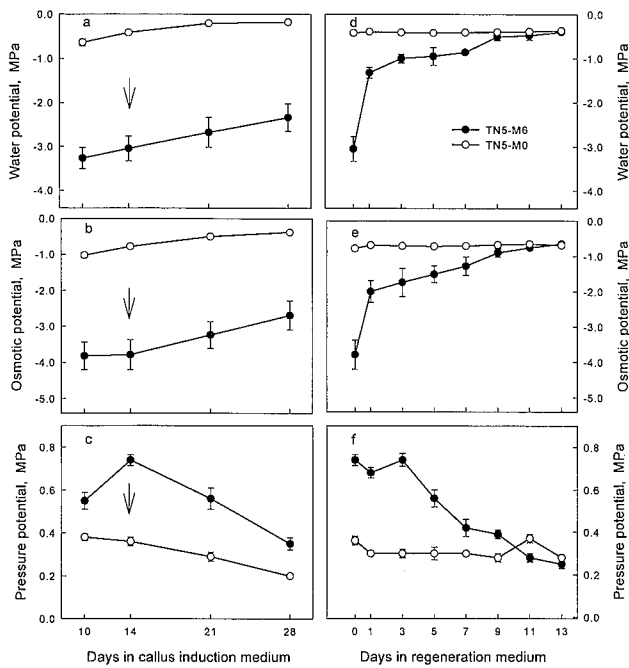 a
0.0
-1.0
-2.0
-3.0
-4.0
Water potential, MPa
d
0.0
-1.0
-2.0
-3.0
-4.0
Water potential, MPa
TN5-M6
TN5-M0
b
0.0
-1.0
-2.0
-3.0
-4.0
-5.0
Osmotic potential, MPa
e
0.0
-1.0
-2.0
-3.0
-4.0
-5.0
Osmotic potential, MPa
c
0.8
0.6
0.4
0.2
0.0
Pressure potential, MPa
10 14 21 28
Days in callus induction medium
f
0.8
0.6
0.4
0.2
0.0
Pressure potential, MPa
0 1 3 5 7 9 11 13
Days in regeneration medium